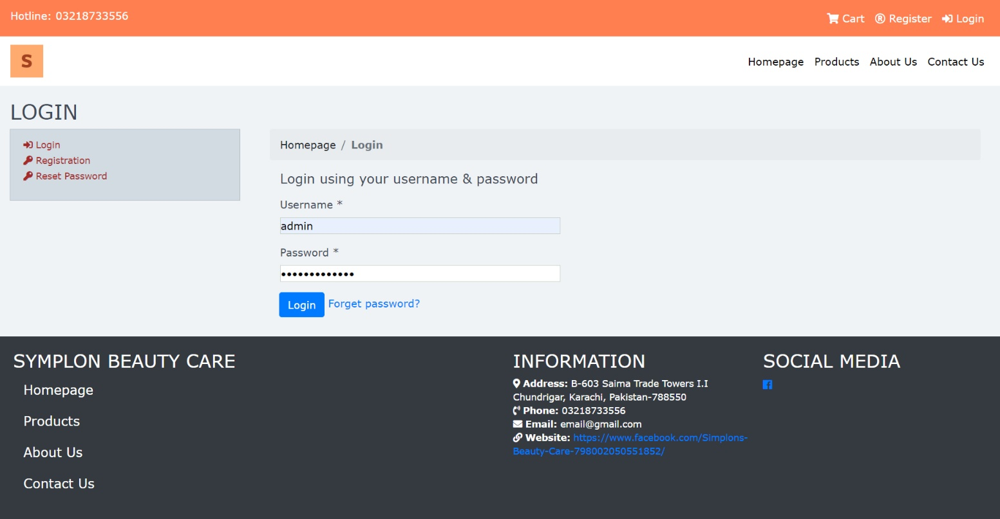 Hotline: 03218733556
Cart Register Login
S
Homepage Products About Us Contact Us
LOGIN
Login
Registration
Reset Password
Homepage / Login
Login using your username & password
Username *
admin
Password *
•••••••••••••
Login Forget password?
SYMPLON BEAUTY CARE
Homepage
Products
About Us
Contact Us
INFORMATION
Address: B-603 Saima Trade Towers I.I
Chundrigar, Karachi, Pakistan-788550
Phone: 03218733556
Email: email@gmail.com
Website: https://www.facebook.com/Simplons-
Beauty-Care-798002050551852/
SOCIAL MEDIA